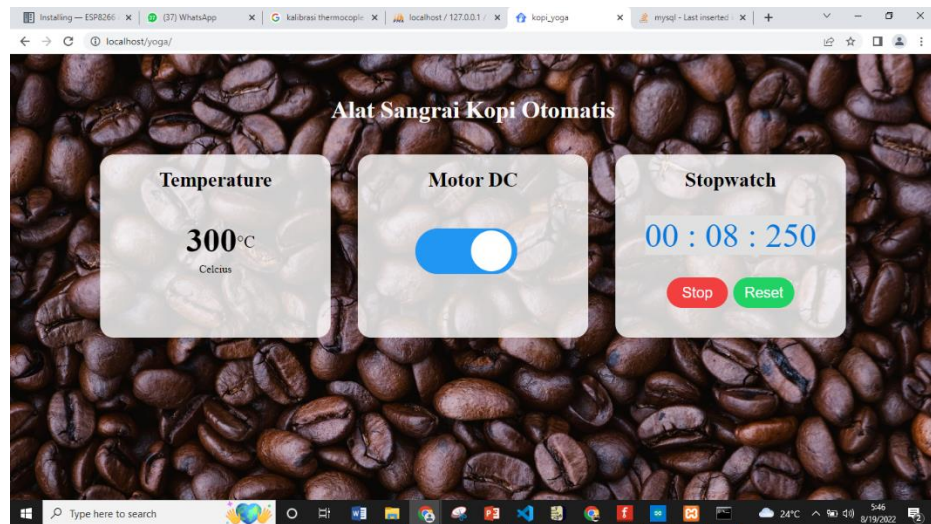 Installing — ESP8266
(37) WhatsApp
kalibrasi thermocople
localhost / 127.0.0.1 /
kopi_yoga
mysql - Last inserted
localhost/yoga/
Alat Sangrai Kopi Otomatis
Temperature
300°C
Celcius
Motor DC
Stopwatch
00 : 08 : 250
Stop Reset
Type here to search
24°C
5:46
8/19/2022